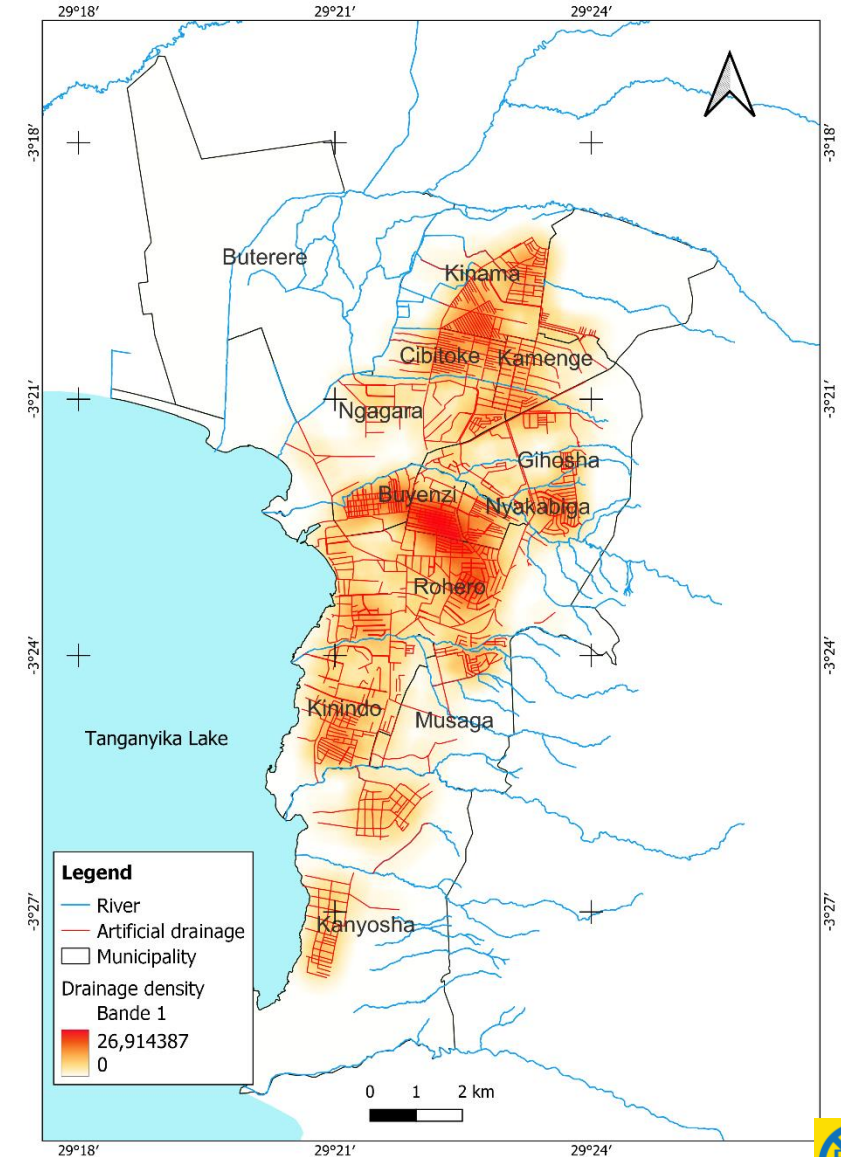 29°18′ 29°21′ 29°24′
-3°18′ -3°18′
Buterere
Kinama
Cibitoke Kamenge
-3°21′ -3°21′
Ngagara
Gihosha
Buyenzi
Nyakabiga
Rohero
-3°24′ -3°24′
Kinindo
Musaga
Tanganyika Lake
Legend
River
Artificial drainage
Municipality
Drainage density
Bande 1
26,914387
0
-3°27′ -3°27′
Kanyosha
0 1 2 km
29°18′ 29°21′ 29°24′